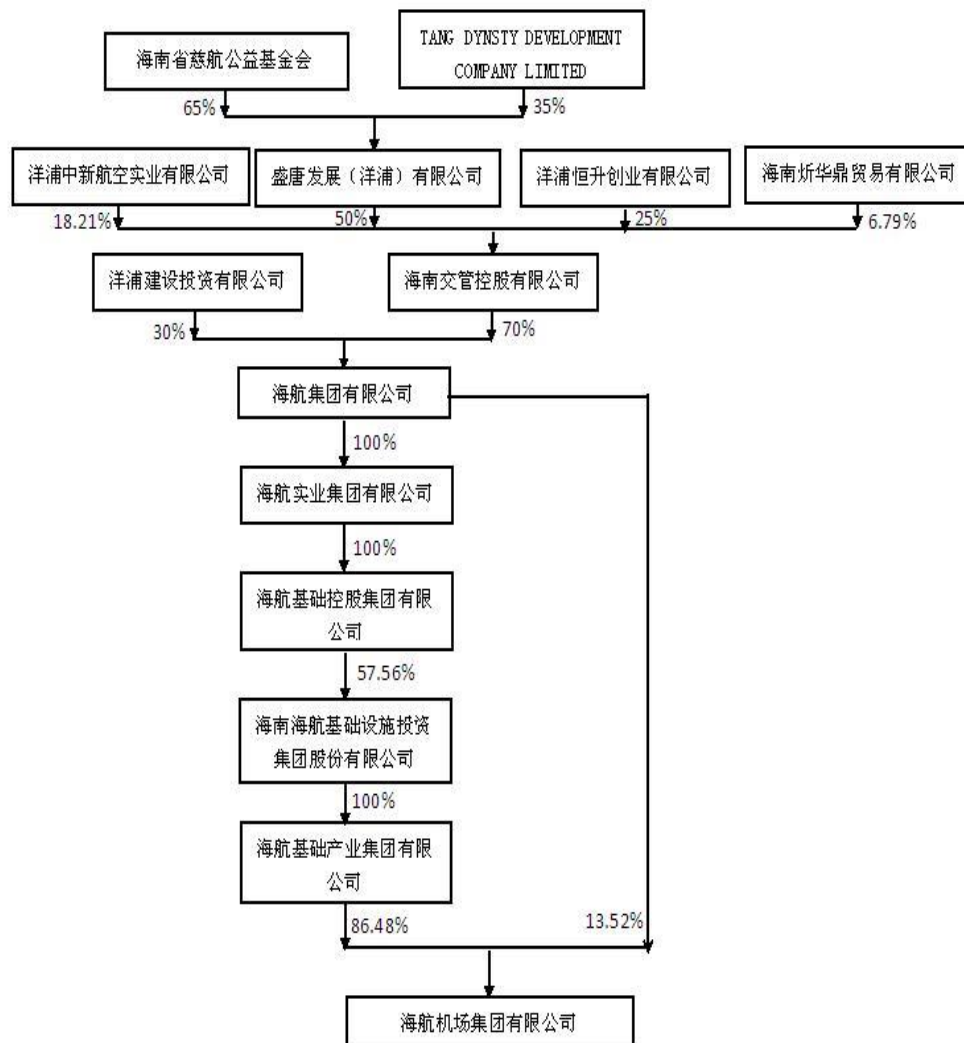 海南省慈航公益基金会
TANG DYNSTY DEVELOPMENT
COMPANY LIMITED
65%
35%
洋浦中新航空实业有限公司
盛唐发展（洋浦）有限公司
洋浦恒升创业有限公司
海南炘华鼎贸易有限公司
18.21%
50%
25%
6.79%
洋浦建设投资有限公司
海南交管控股有限公司
30%
70%
海航集团有限公司
100%
海航实业集团有限公司
100%
海航基础控股集团有限
公司
57.56%
海南海航基础设施投资
集团股份有限公司
100%
海航基础产业集团有限
公司
86.48%
13.52%
海航机场集团有限公司